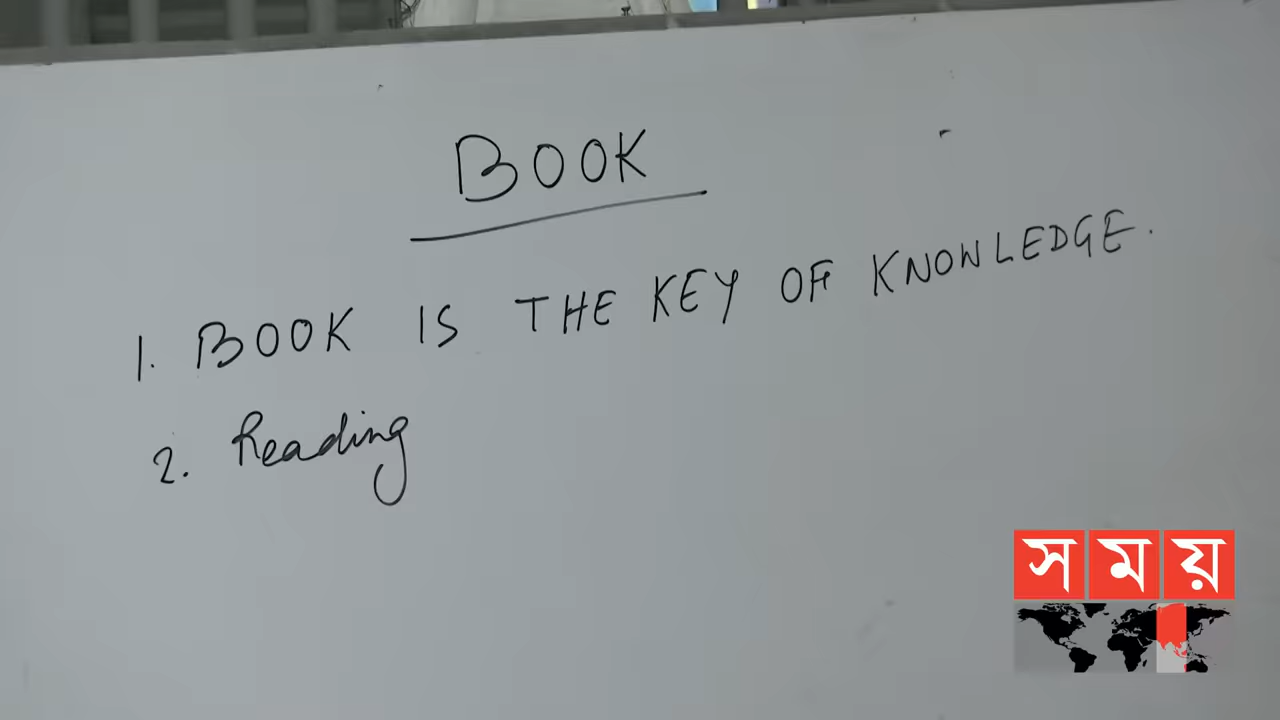 BOOK
1. BOOK IS THE KEY OF KNOWLEDGE.
2. Reading
সময়